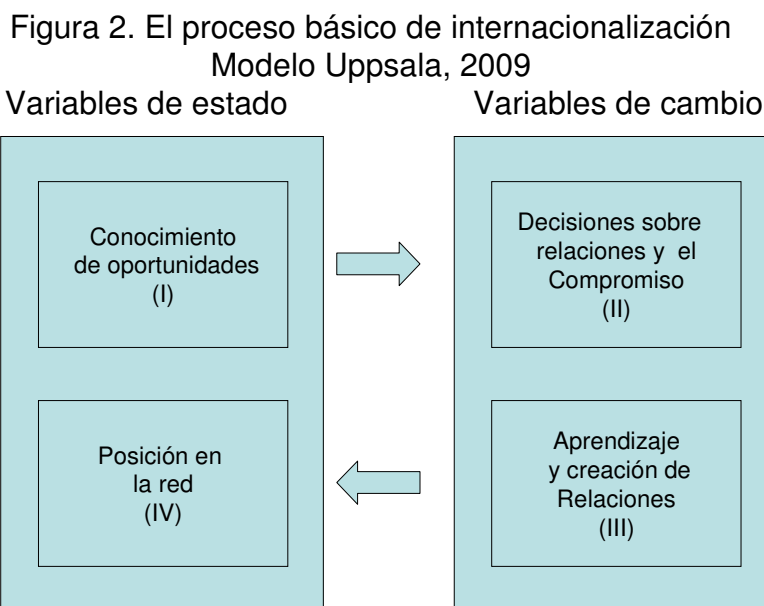 Figura 2. El proceso básico de internacionalización
Modelo Uppsala, 2009
Variables de estado
Variables de cambio
Conocimiento
de oportunidades
(I)
Decisiones sobre
relaciones y el
Compromiso
(II)
Posición en
la red
(IV)
Aprendizaje
y creación de
Relaciones
(III)